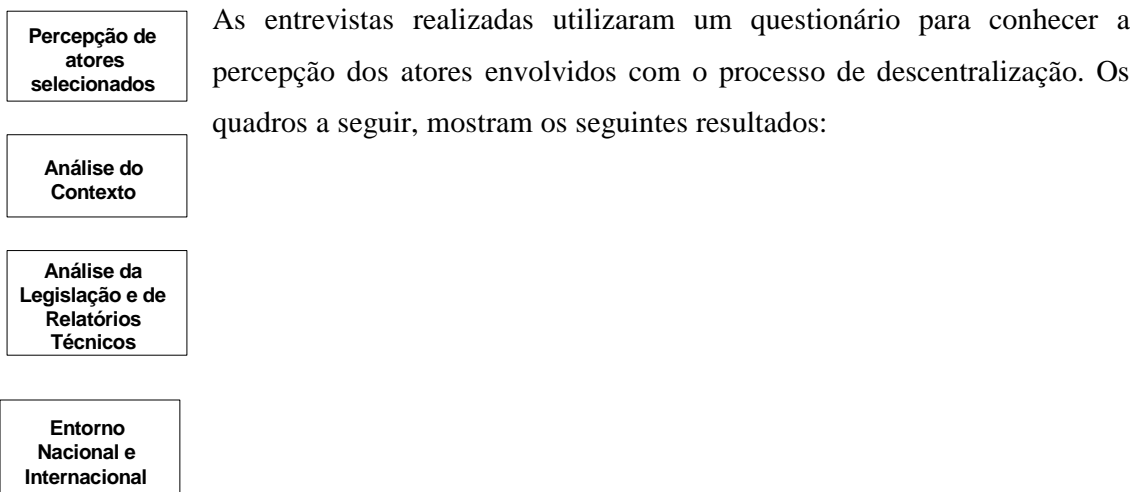 Percepção de
atores
selecionados
Análise do
Contexto
Análise da
Legislação e de
Relatórios
Técnicos
Entorno
Nacional e
Internacional
As entrevistas realizadas utilizaram um questionário para conhecer a
percepção dos atores envolvidos com o processo de descentralização. Os
quadros a seguir, mostram os seguintes resultados: